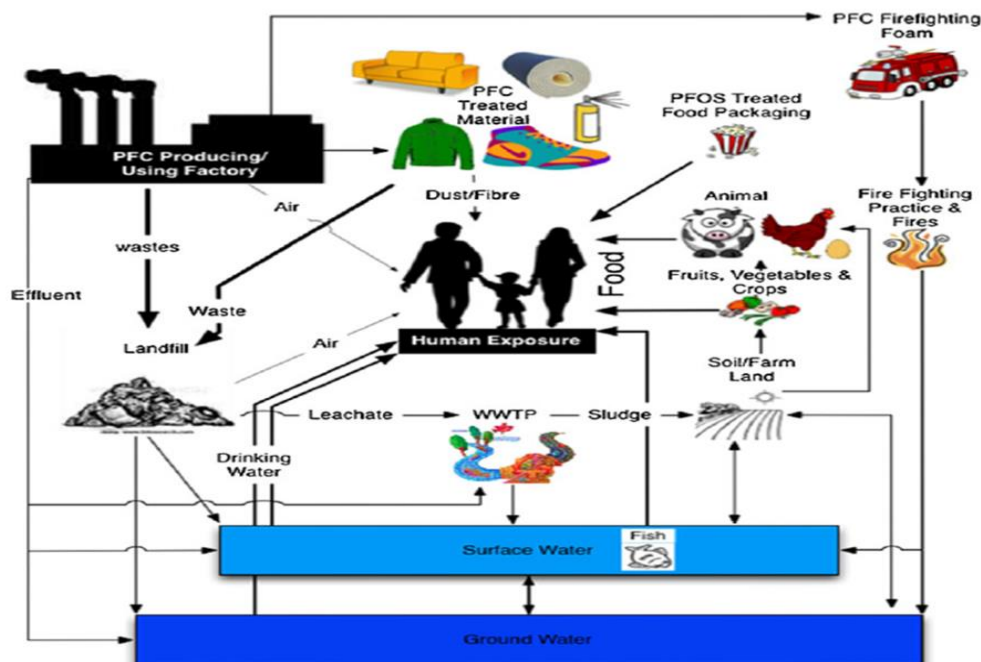 PFC Firefighting
Foam
PFC
Treated
Material
PFOS Treated
Food Packaging
PFC Producing/
Using Factory
Air
Dust/Fibre
Animal
Fire Fighting
Practice &
Fires
wastes
Food
Fruits, Vegetables &
Crops
Effluent
Waste
Landfill
Air
Human Exposure
Soil/Farm
Land
Leachate
WWTP
Sludge
Drinking
Water
Surface Water
Fish
Ground Water